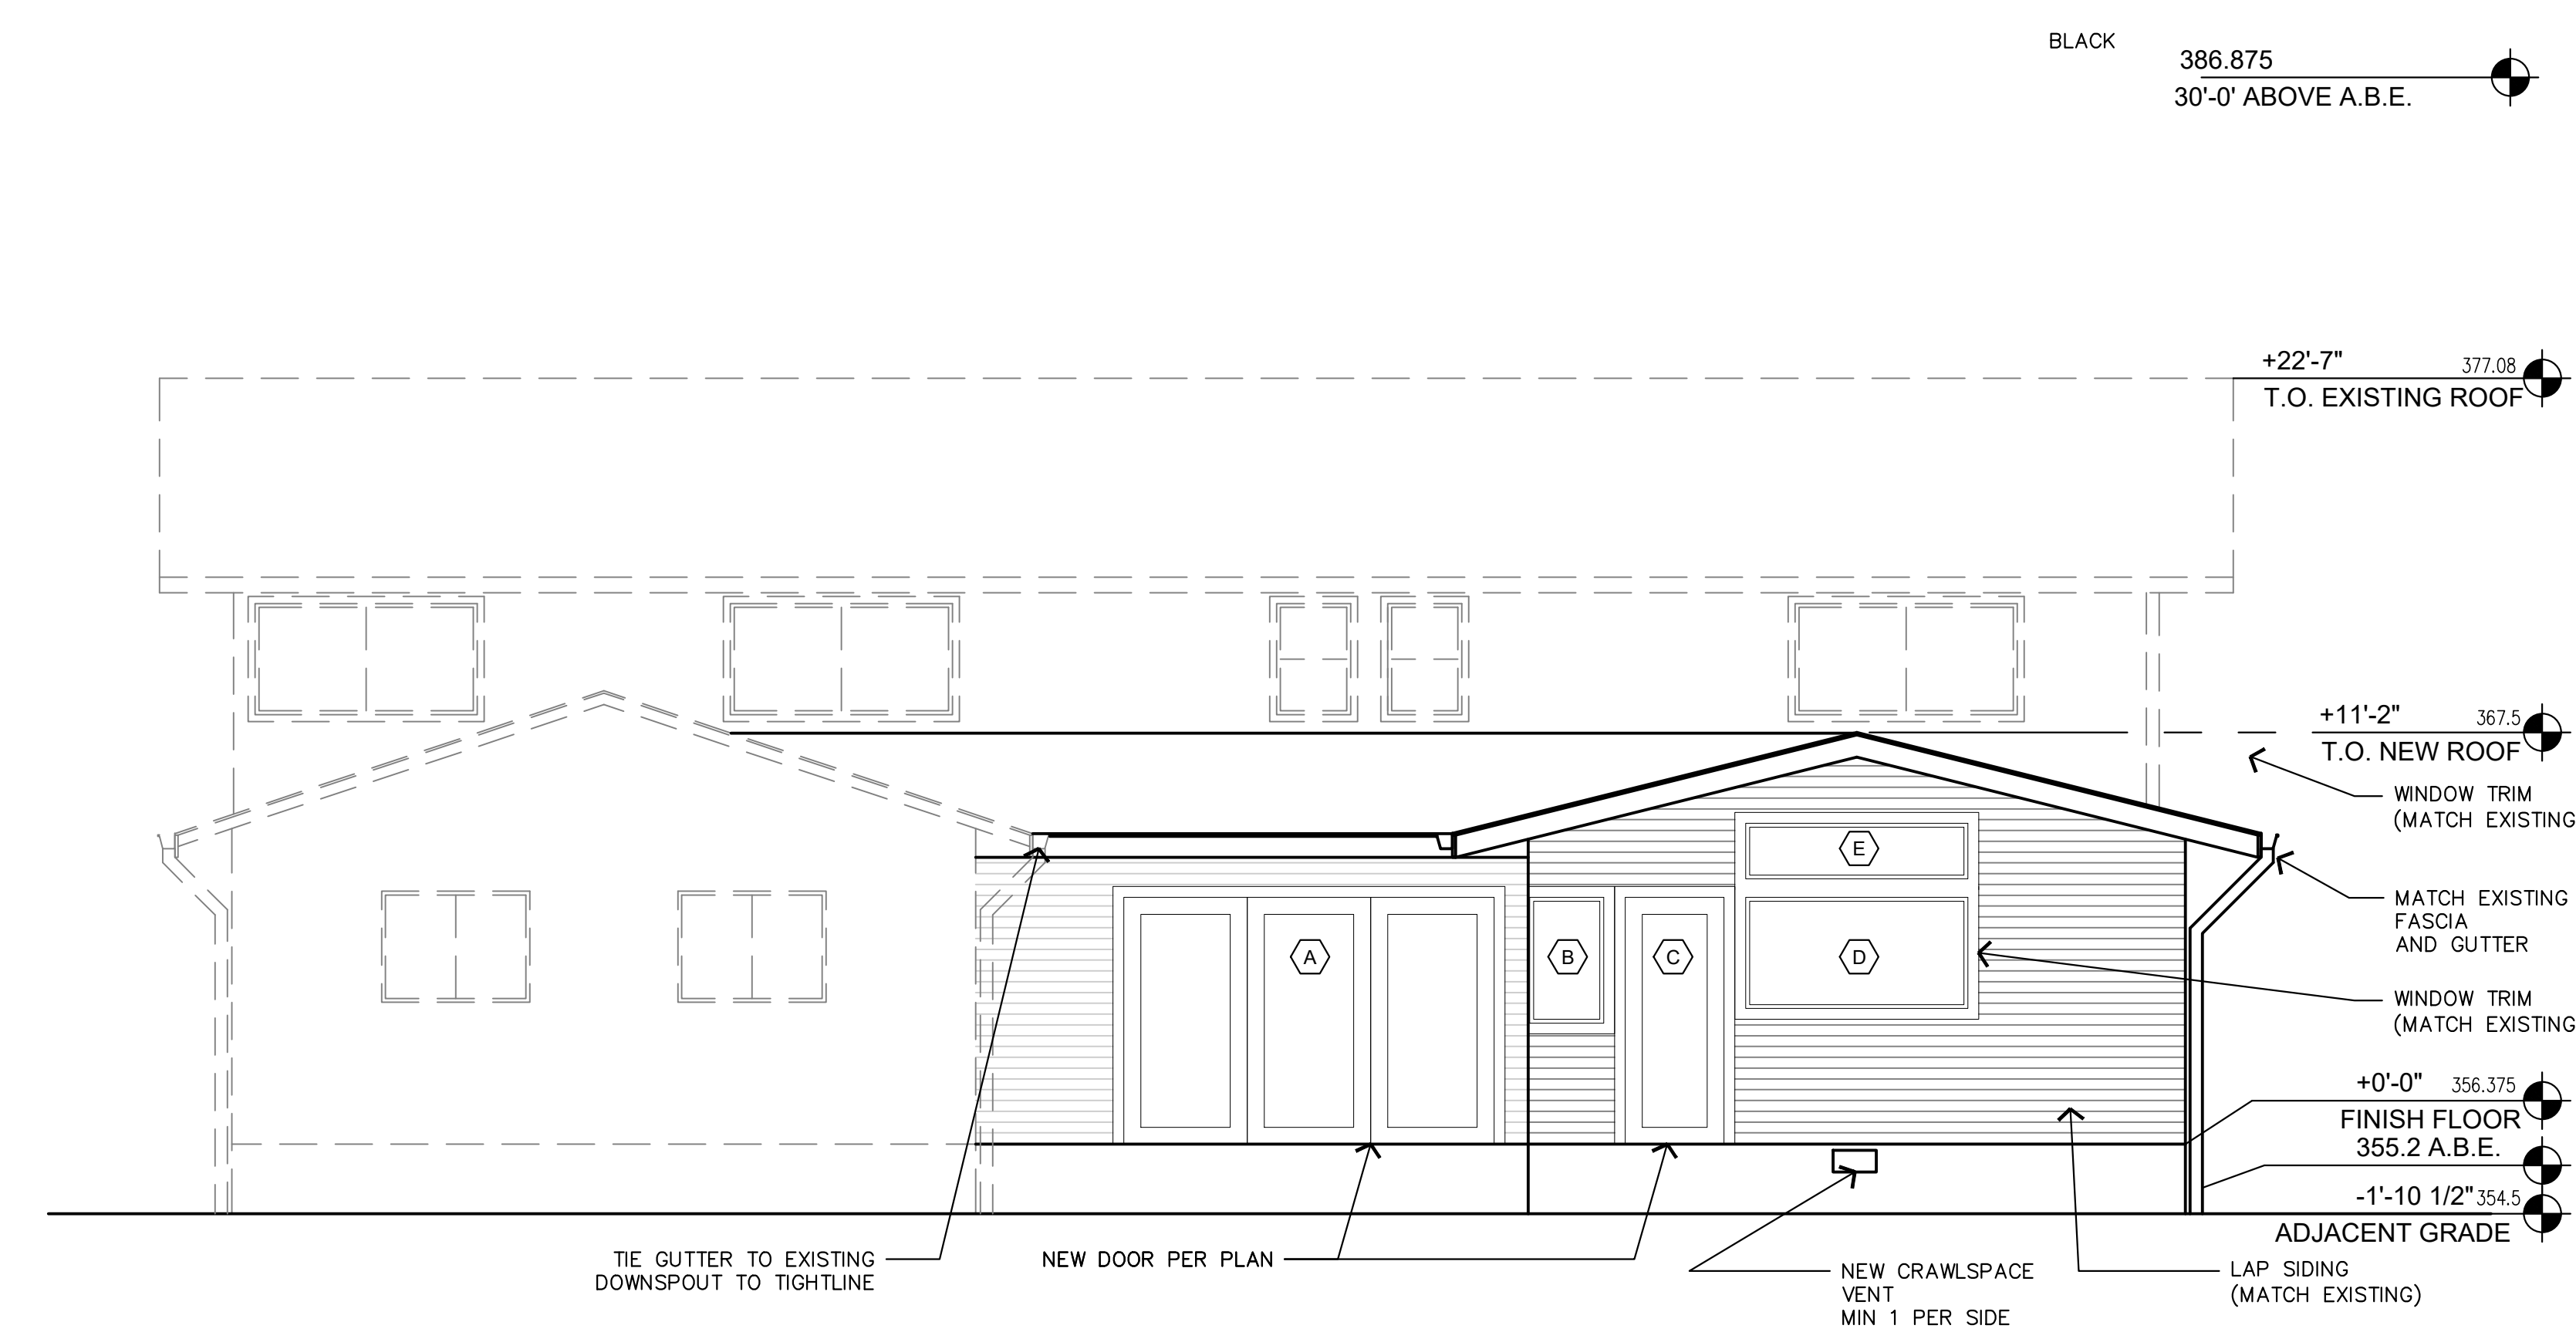 BLACK
386.875
30'-0' ABOVE A.B.E.
+22'-7" 377.08
T.O. EXISTING ROOF
+11'-2" 367.5
T.O. NEW ROOF
WINDOW TRIM
(MATCH EXISTING
E
MATCH EXISTING
FASCIA
AND GUTTER
A
B
C
D
WINDOW TRIM
(MATCH EXISTING
+0'-0" 356.375
FINISH FLOOR
355.2 A.B.E.
-1'-10 1/2" 354.5
ADJACENT GRADE
TIE GUTTER TO EXISTING
DOWNSPOUT TO TIGHTLINE
NEW DOOR PER PLAN
NEW CRAWLSPACE
VENT
MIN 1 PER SIDE
LAP SIDING
(MATCH EXISTING)